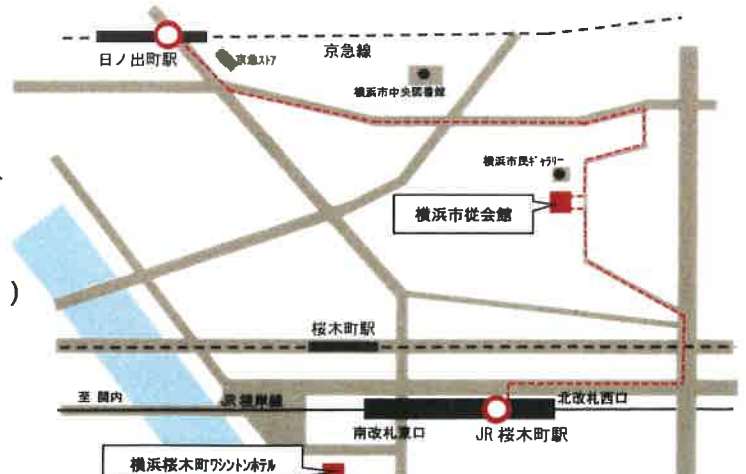 日ノ出町駅
京急ストア
京急線
横浜市中央図書館
横浜市民ギャラリー
横浜市従会館
)
桜木町駅
至 関内
JR 根岸線
北改札西口
南改札東口
JR 桜木町駅
横浜桜木町ワシントンホテル